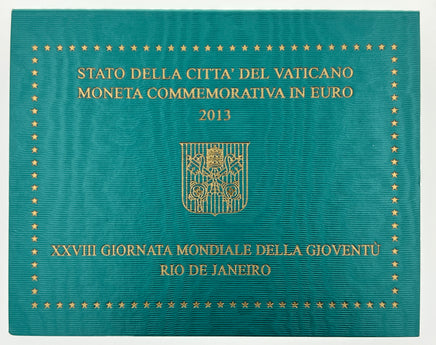 STATO DELLA CITTA' DEL VATICANO
MONETA COMMEMORATIVA IN EURO
2013
XXVIII GIORNATA MONDIALE DELLA GIOVENTÙ
RIO DE JANEIRO